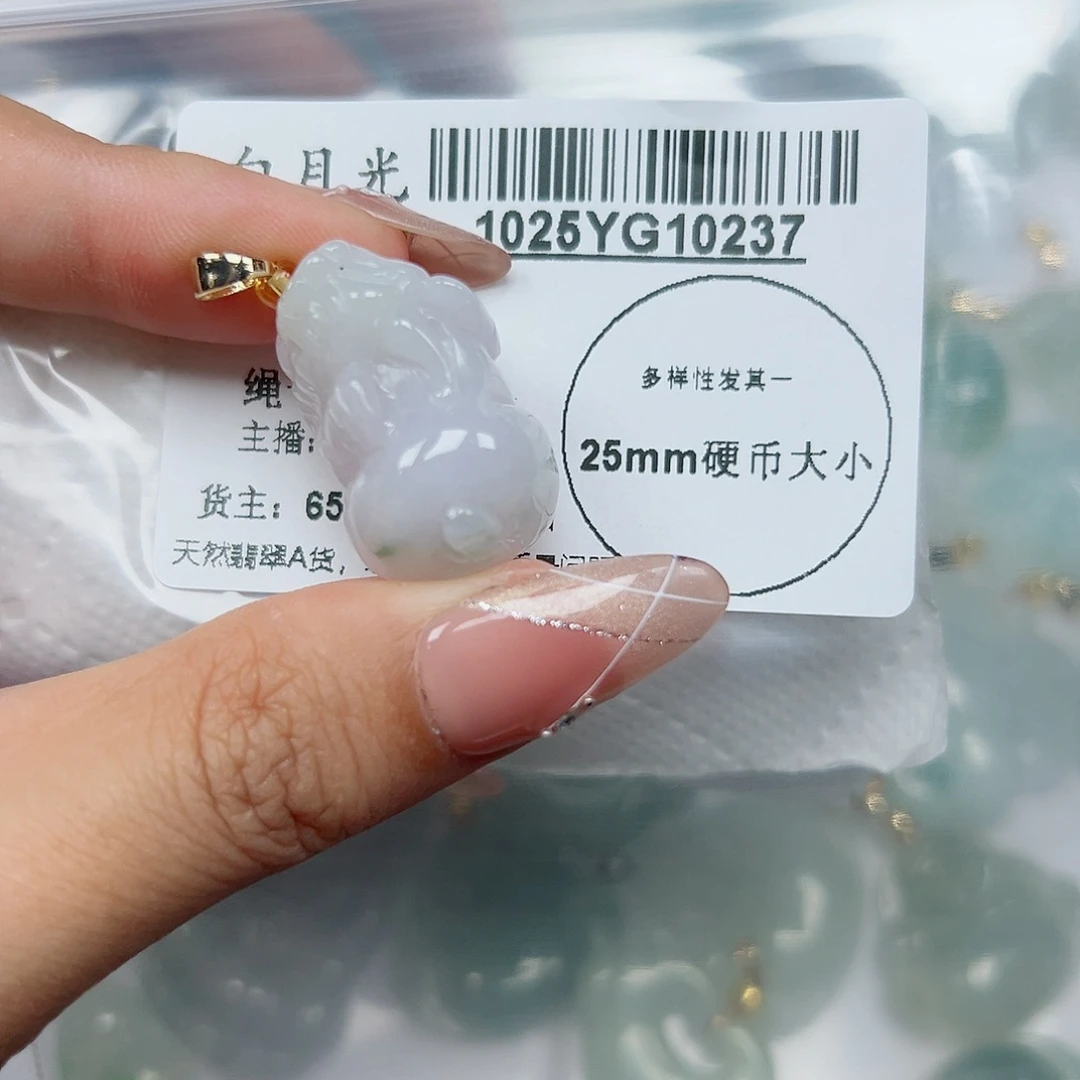 白月光
1025YG10237
多样性发其一
25mm硬币大小
绳
主播:
货主: 65
天然翡翠A货,